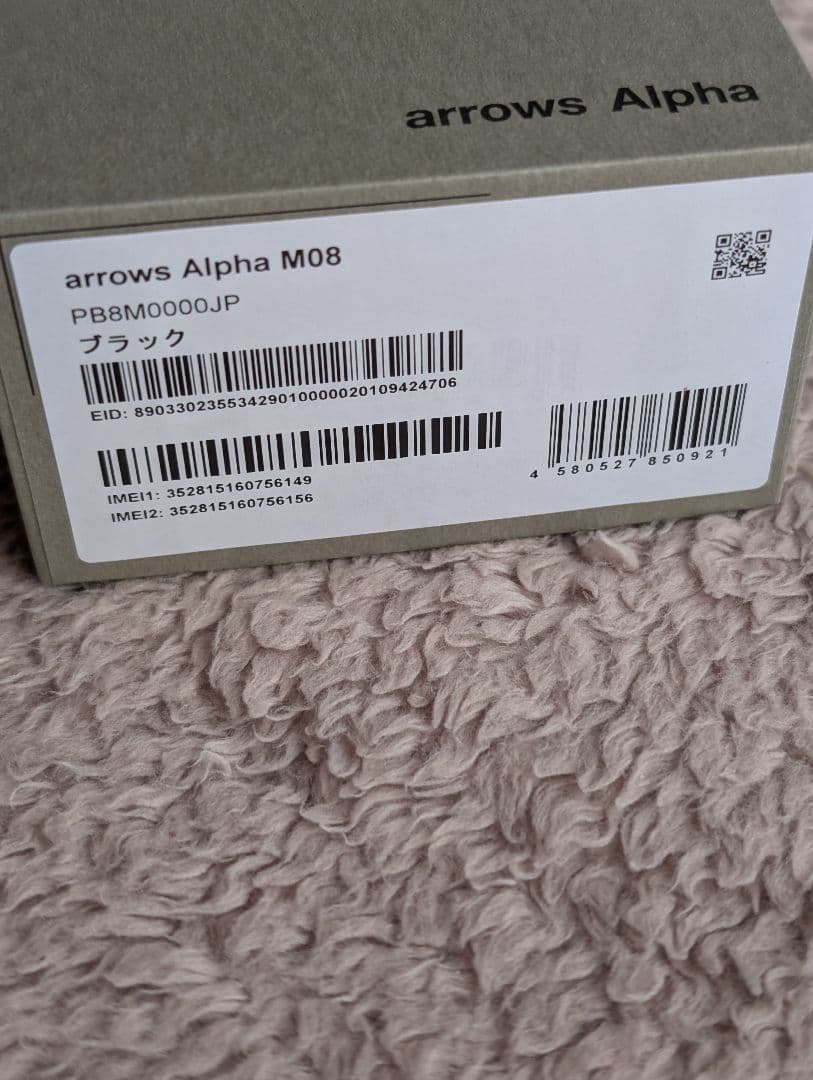 arrows Alpha
arrows Alpha M08
PB8M0000JP
ブラック
EID: 89033023553429010000020109424706
IMEI1: 352815160756149
IMEI2: 352815160756156
4 580527 850921